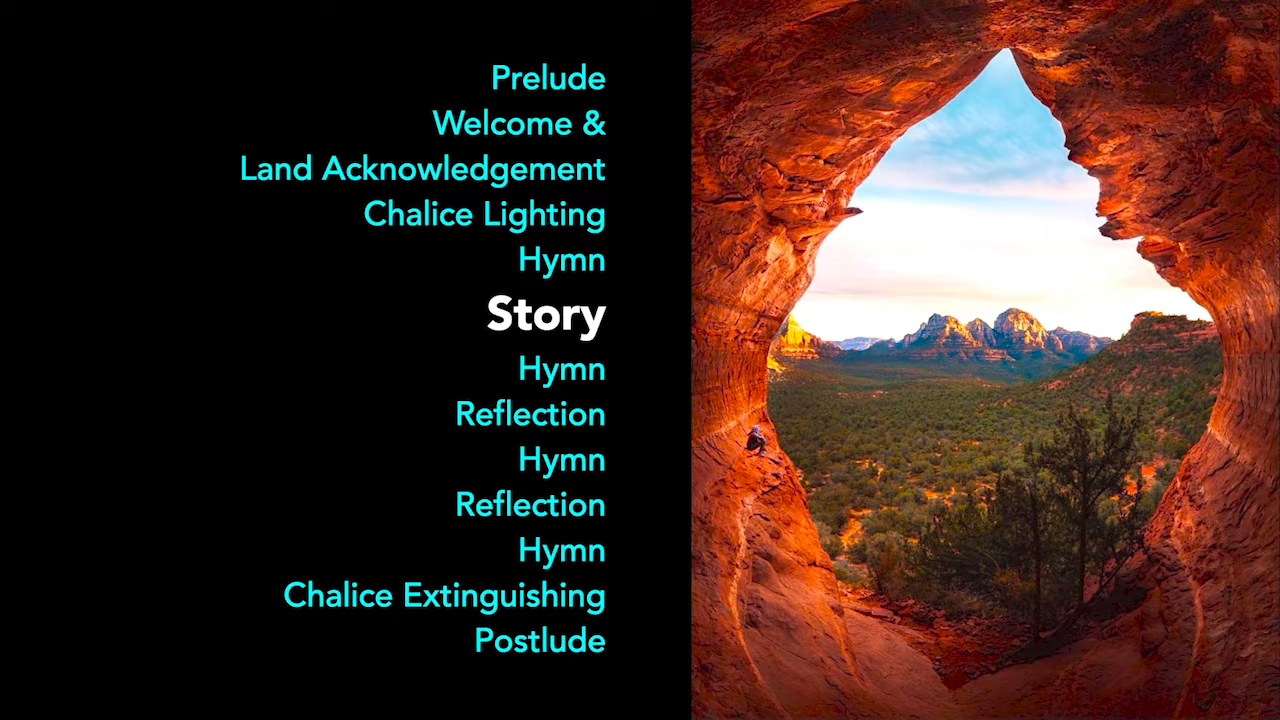 Prelude
Welcome &
Land Acknowledgement
Chalice Lighting
Hymn
Story
Hymn
Reflection
Hymn
Reflection
Hymn
Chalice Extinguishing
Postlude